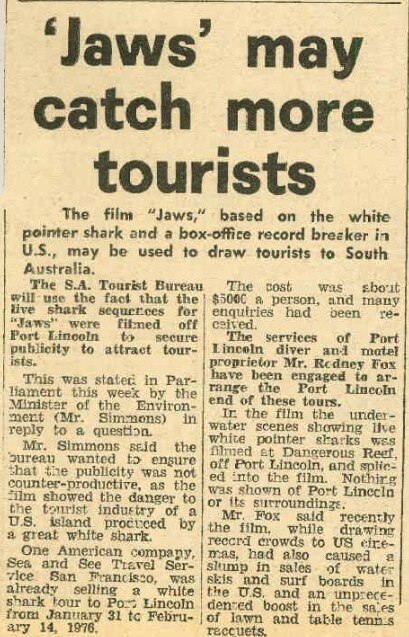 ‘Jaws’ may
catch more
tourists
The film “Jaws,” based on the white
pointer shark and a box-office record breaker in
U.S., may be used to draw tourists to South
Australia.
The S.A. Tourist Bureau
will use the fact that the
live shark sequences for
“Jaws” were filmed off
Port Lincoln to secure
publicity to attract tour-
ists.
This was stated in Par-
liament this week by the
Minister of the Environ-
ment (Mr. Simmons) in
reply to a question.
Mr. Simmons said the
bureau wanted to ensure
that the publicity was not
counter-productive, as the
film showed the danger to
the tourist industry of a
U.S. island produced by
a great white shark.
One American company,
Sea and See Travel Ser-
vice San Francisco, was
already selling a white
shark tour to Port Lincoln
from January 31 to Febru-
ary 14, 1976.
The cost was about
$5000 a person, and many
enquiries had been re-
ceived.
The services of Port
Lincoln diver and motel
proprietor Mr. Rodney Fox
have been engaged to ar-
range the Port Lincoln
end of these tours.
In the film the under-
water scenes showing live
white pointer sharks was
filmed at Dangerous Reef,
off Port Lincoln, and splic-
ed into the film. Nothing
was shown of Port Lincoln
or its surroundings.
Mr. Fox said recently
the film, while drawing
record crowds to US cine-
mas, had also caused a
slump in sales of water
skis and surf boards in
the U.S. and an unprece-
dented boost in the sales
of lawn and table tennis
racquets.